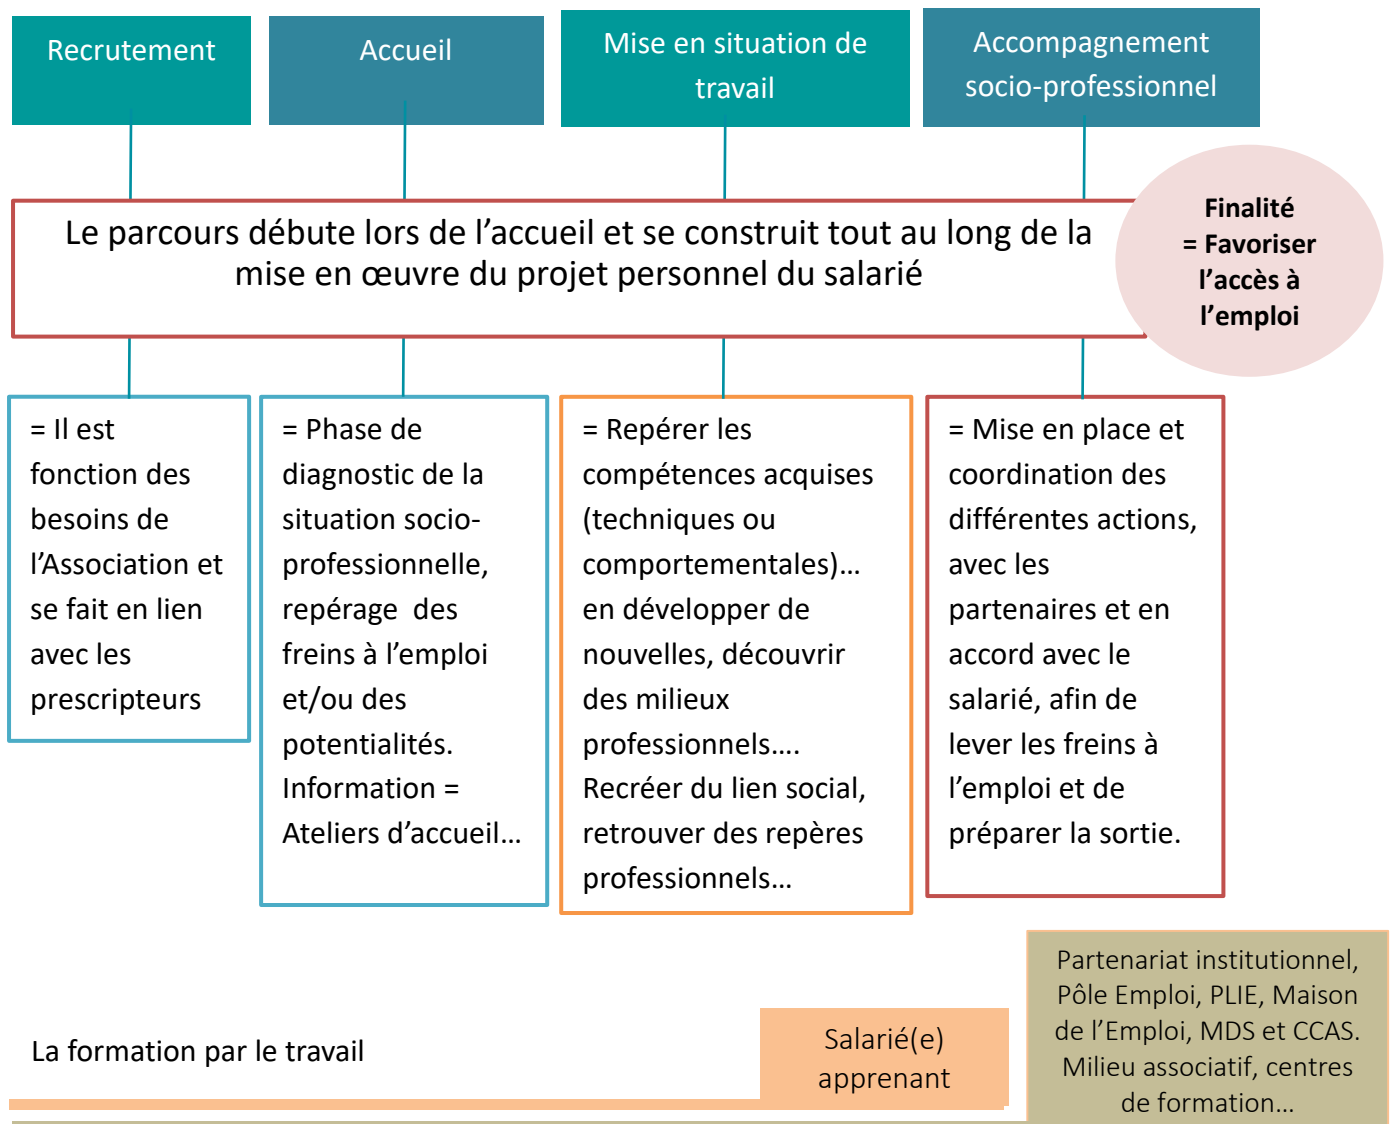 Recrutement
Accueil
Mise en situation de
travail
Accompagnement
socio-professionnel
Le parcours débute lors de l’accueil et se construit tout au long de la
mise en œuvre du projet personnel du salarié
Finalité
= Favoriser
l’accès à
l’emploi
= Il est
fonction des
besoins de
l’Association et
se fait en lien
avec les
prescripteurs
= Phase de
diagnostic de la
situation socio-
professionnelle,
repérage  des
freins à l’emploi
et/ou des
potentialités.
Information =
Ateliers d’accueil…
= Repérer les
compétences acquises
(techniques ou
comportementales)…
en développer de
nouvelles, découvrir
des milieux
professionnels….
Recréer du lien social,
retrouver des repères
professionnels…
= Mise en place et
coordination des
différentes actions,
avec les
partenaires et en
accord avec le
salarié, afin de
lever les freins à
l’emploi et de
préparer la sortie.
La formation par le travail
Salarié(e)
apprenant
Partenariat institutionnel,
Pôle Emploi, PLIE, Maison
de l’Emploi, MDS et CCAS.
Milieu associatif, centres
de formation…